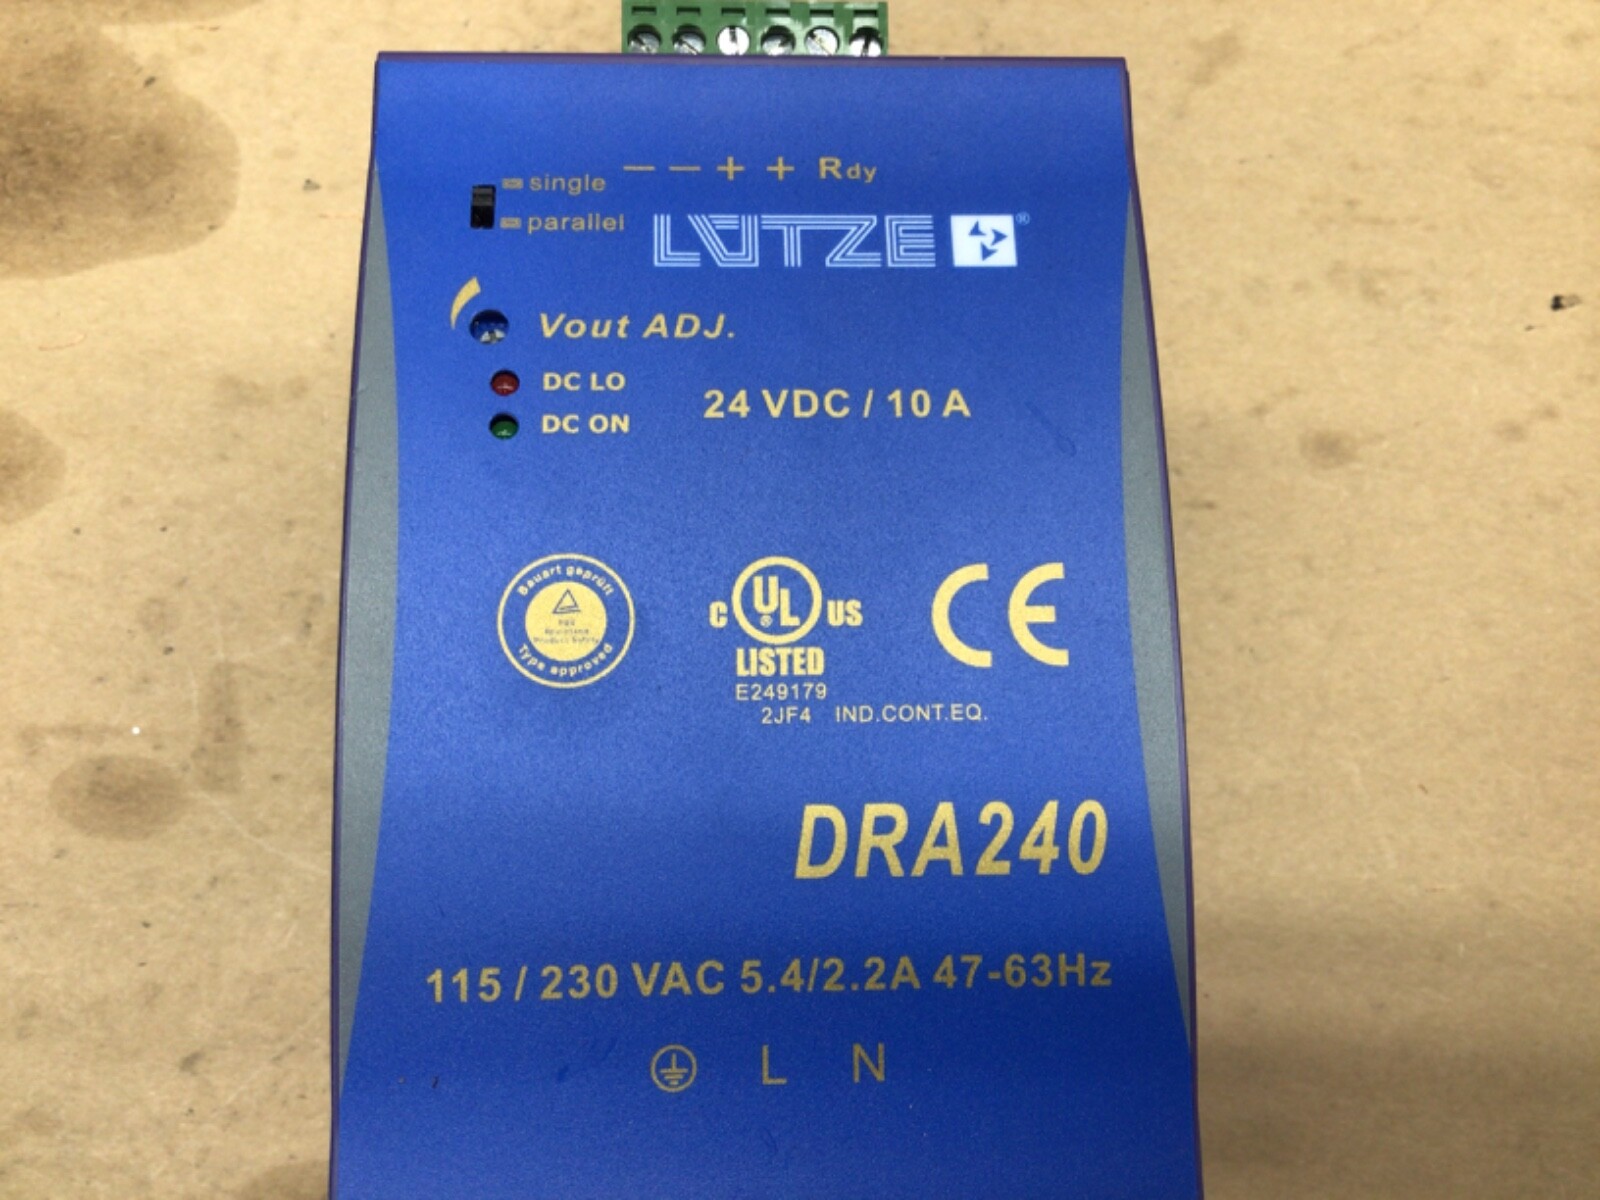 − − + + Rdy
single
parallel
LÜTZE ®
Vout ADJ.
DC LO
24 VDC / 10 A
DC ON
Bauart geprüft
Type approved
C UL ® US
LISTED
E249179
2JF4 IND.CONT.EQ.
CE
DRA240
115 / 230 VAC 5.4/2.2A 47-63Hz
L N